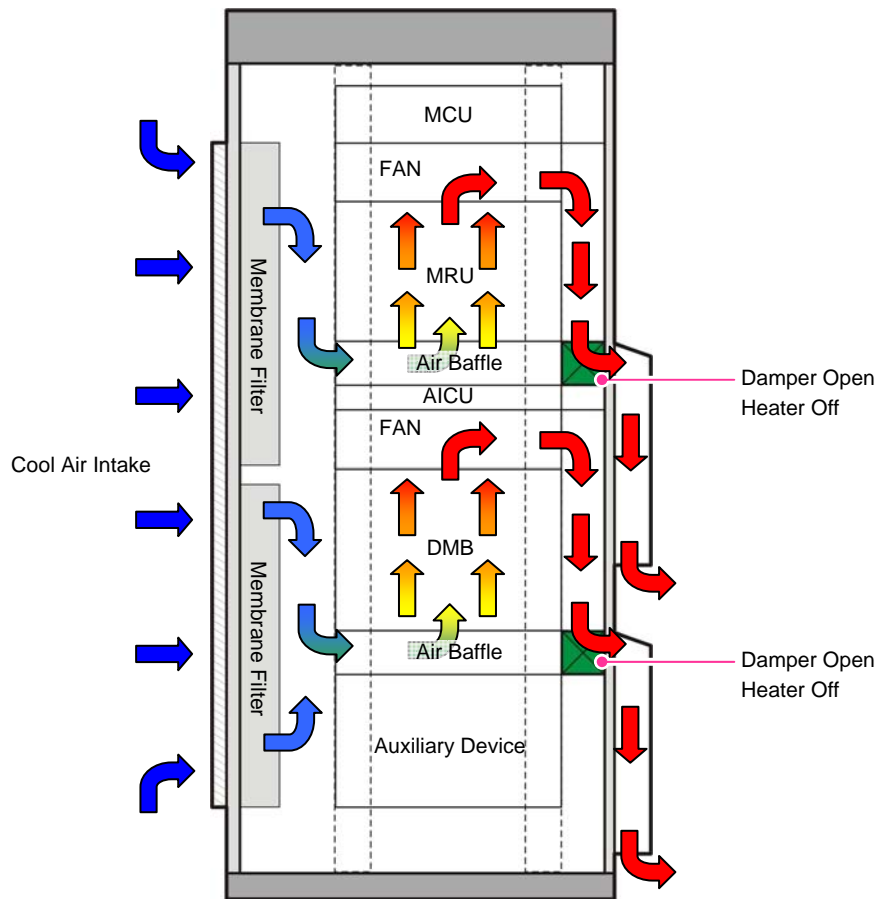 MCU
FAN
MRU
Membrane Filter
Air Baffle
Damper Open
Heater Off
AICU
FAN
Cool Air Intake
DMB
Membrane Filter
Air Baffle
Damper Open
Heater Off
Auxiliary Device